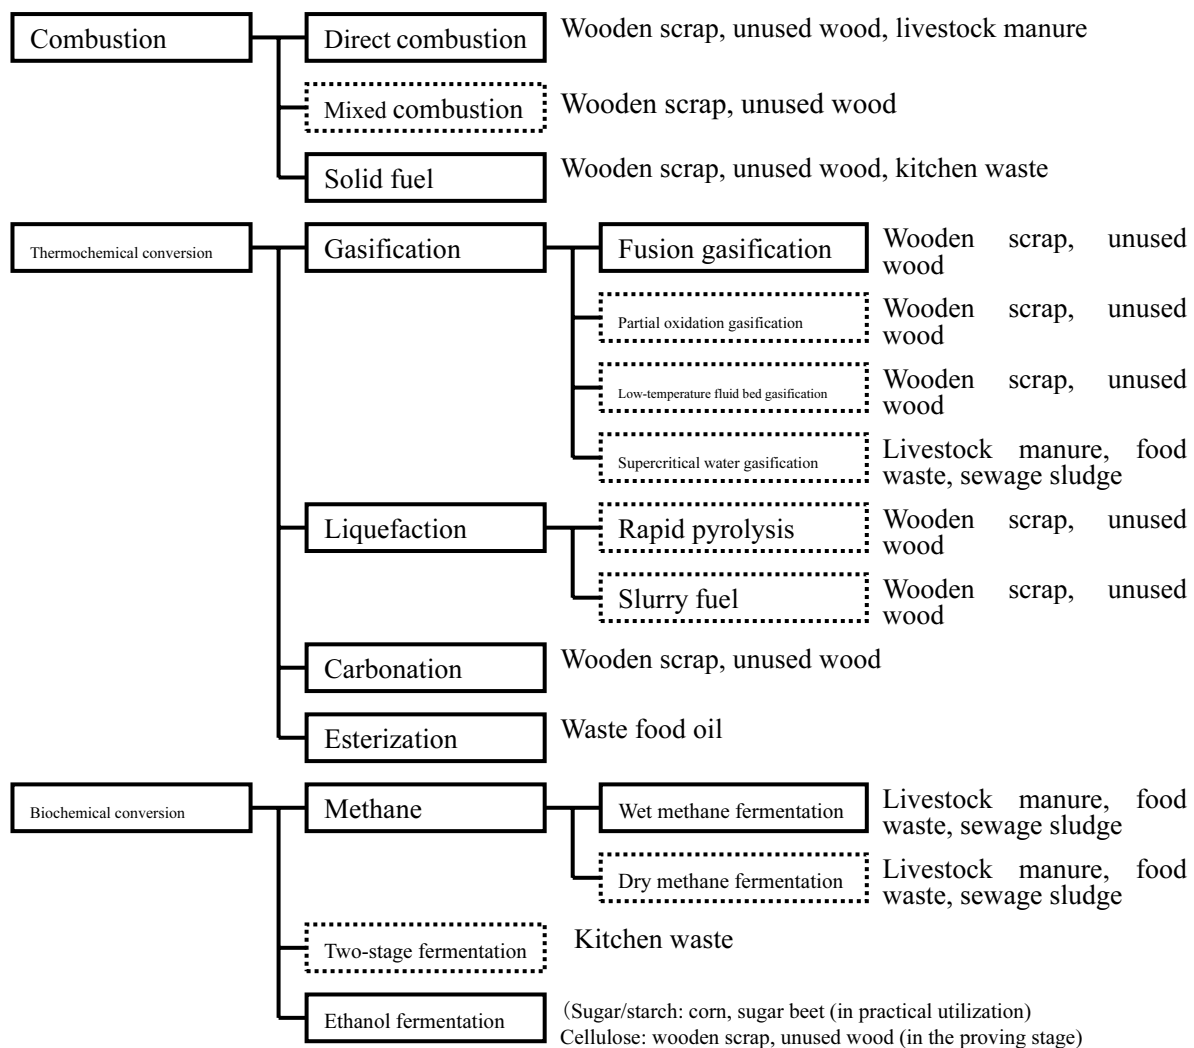 Combustion
Direct combustion
Wooden scrap, unused wood, livestock manure
Mixed combustion
Wooden scrap, unused wood
Solid fuel
Wooden scrap, unused wood, kitchen waste
Thermochemical conversion
Gasification
Fusion gasification
Wooden scrap, unused
wood
Partial oxidation gasification
Wooden scrap, unused
wood
Low-temperature fluid bed gasification
Wooden scrap, unused
wood
Supercritical water gasification
Livestock manure, food
waste, sewage sludge
Liquefaction
Rapid pyrolysis
Wooden scrap, unused
wood
Slurry fuel
Wooden scrap, unused
wood
Carbonation
Wooden scrap, unused wood
Esterization
Waste food oil
Biochemical conversion
Methane
Wet methane fermentation
Livestock manure, food
waste, sewage sludge
Dry methane fermentation
Livestock manure, food
waste, sewage sludge
Two-stage fermentation
Kitchen waste
Ethanol fermentation
（Sugar/starch: corn, sugar beet (in practical utilization)
Cellulose: wooden scrap, unused wood (in the proving stage)